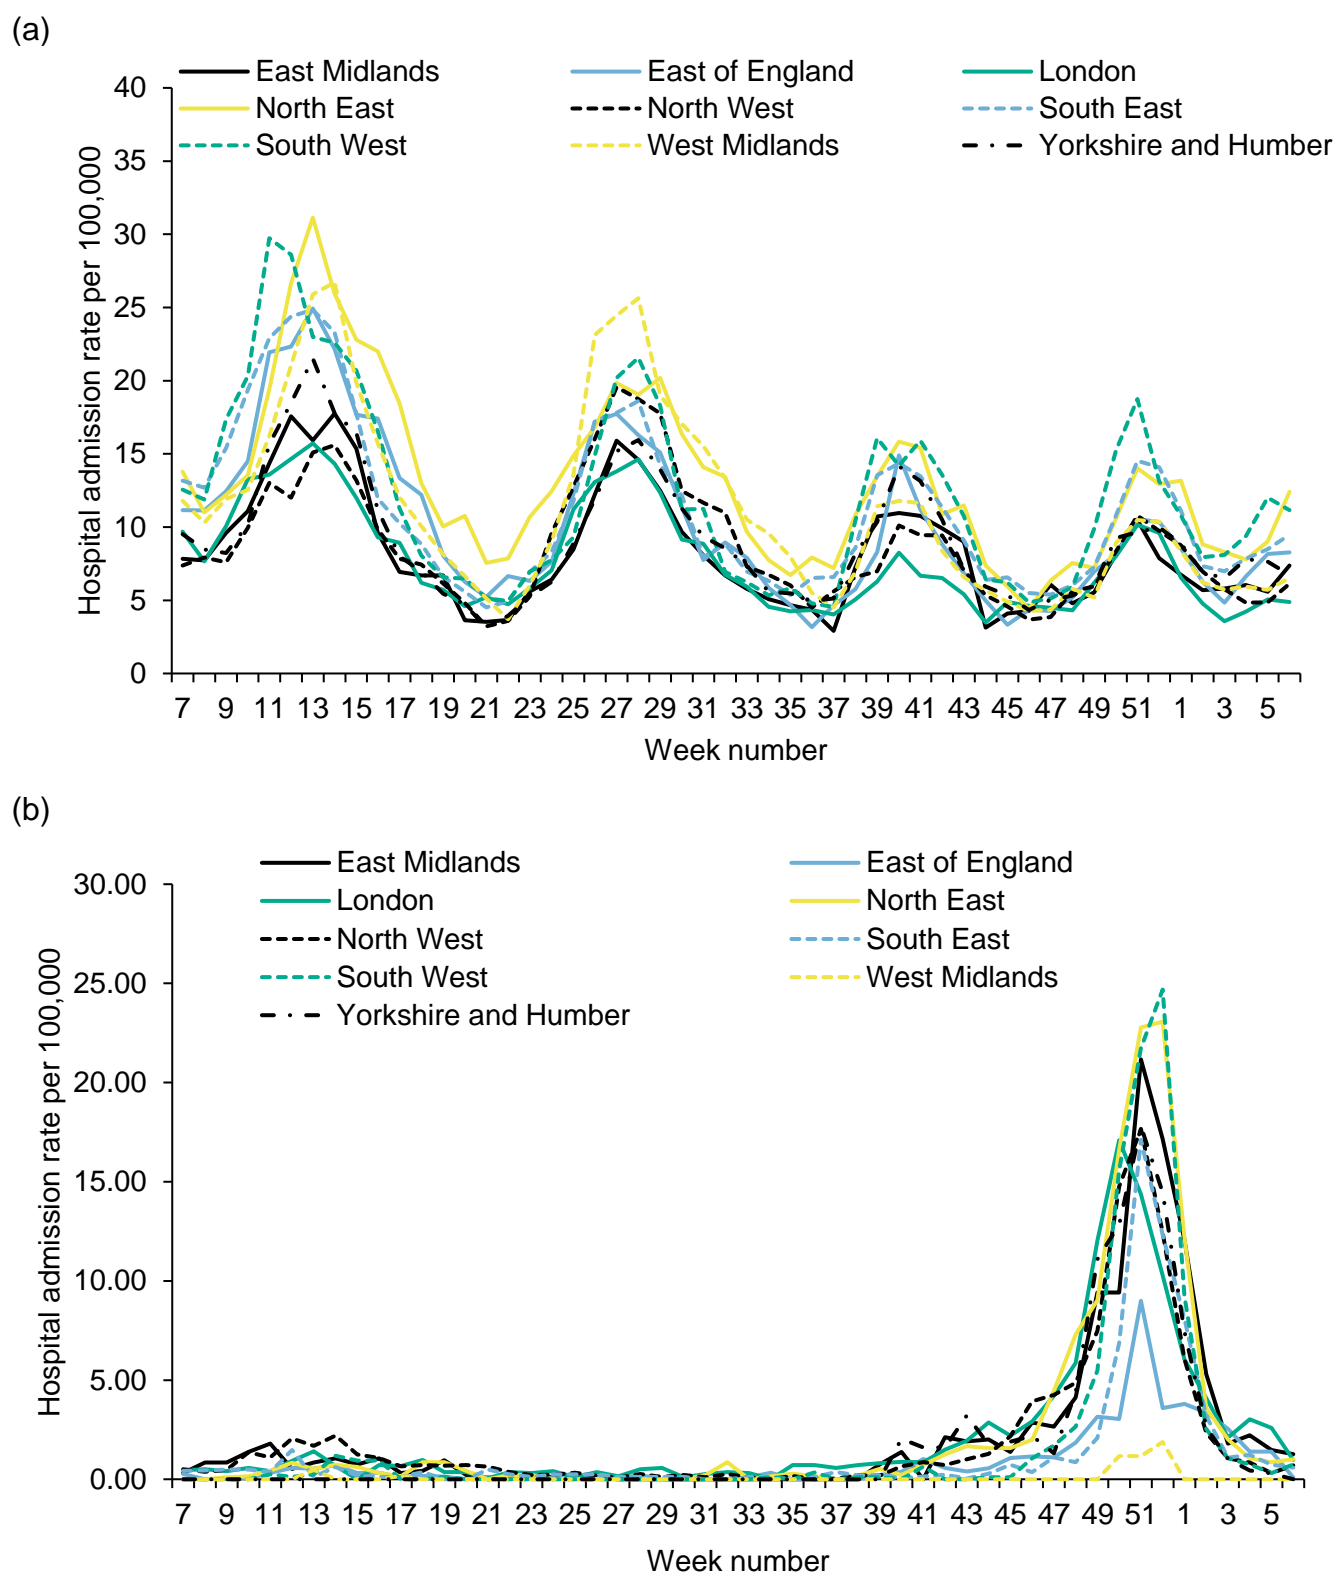 (a)
East Midlands East of England London
North East North West South East
South West West Midlands Yorkshire and Humber
40
35
30
25
20
15
10
5
0
Hospital admission rate per 100,000
7 9 11 13 15 17 19 21 23 25 27 29 31 33 35 37 39 41 43 45 47 49 51 1 3 5
Week number
(b)
East Midlands East of England
London North East
North West South East
South West West Midlands
Yorkshire and Humber
30.00
25.00
20.00
15.00
10.00
5.00
0.00
Hospital admission rate per 100,000
7 9 11 13 15 17 19 21 23 25 27 29 31 33 35 37 39 41 43 45 47 49 51 1 3 5
Week number